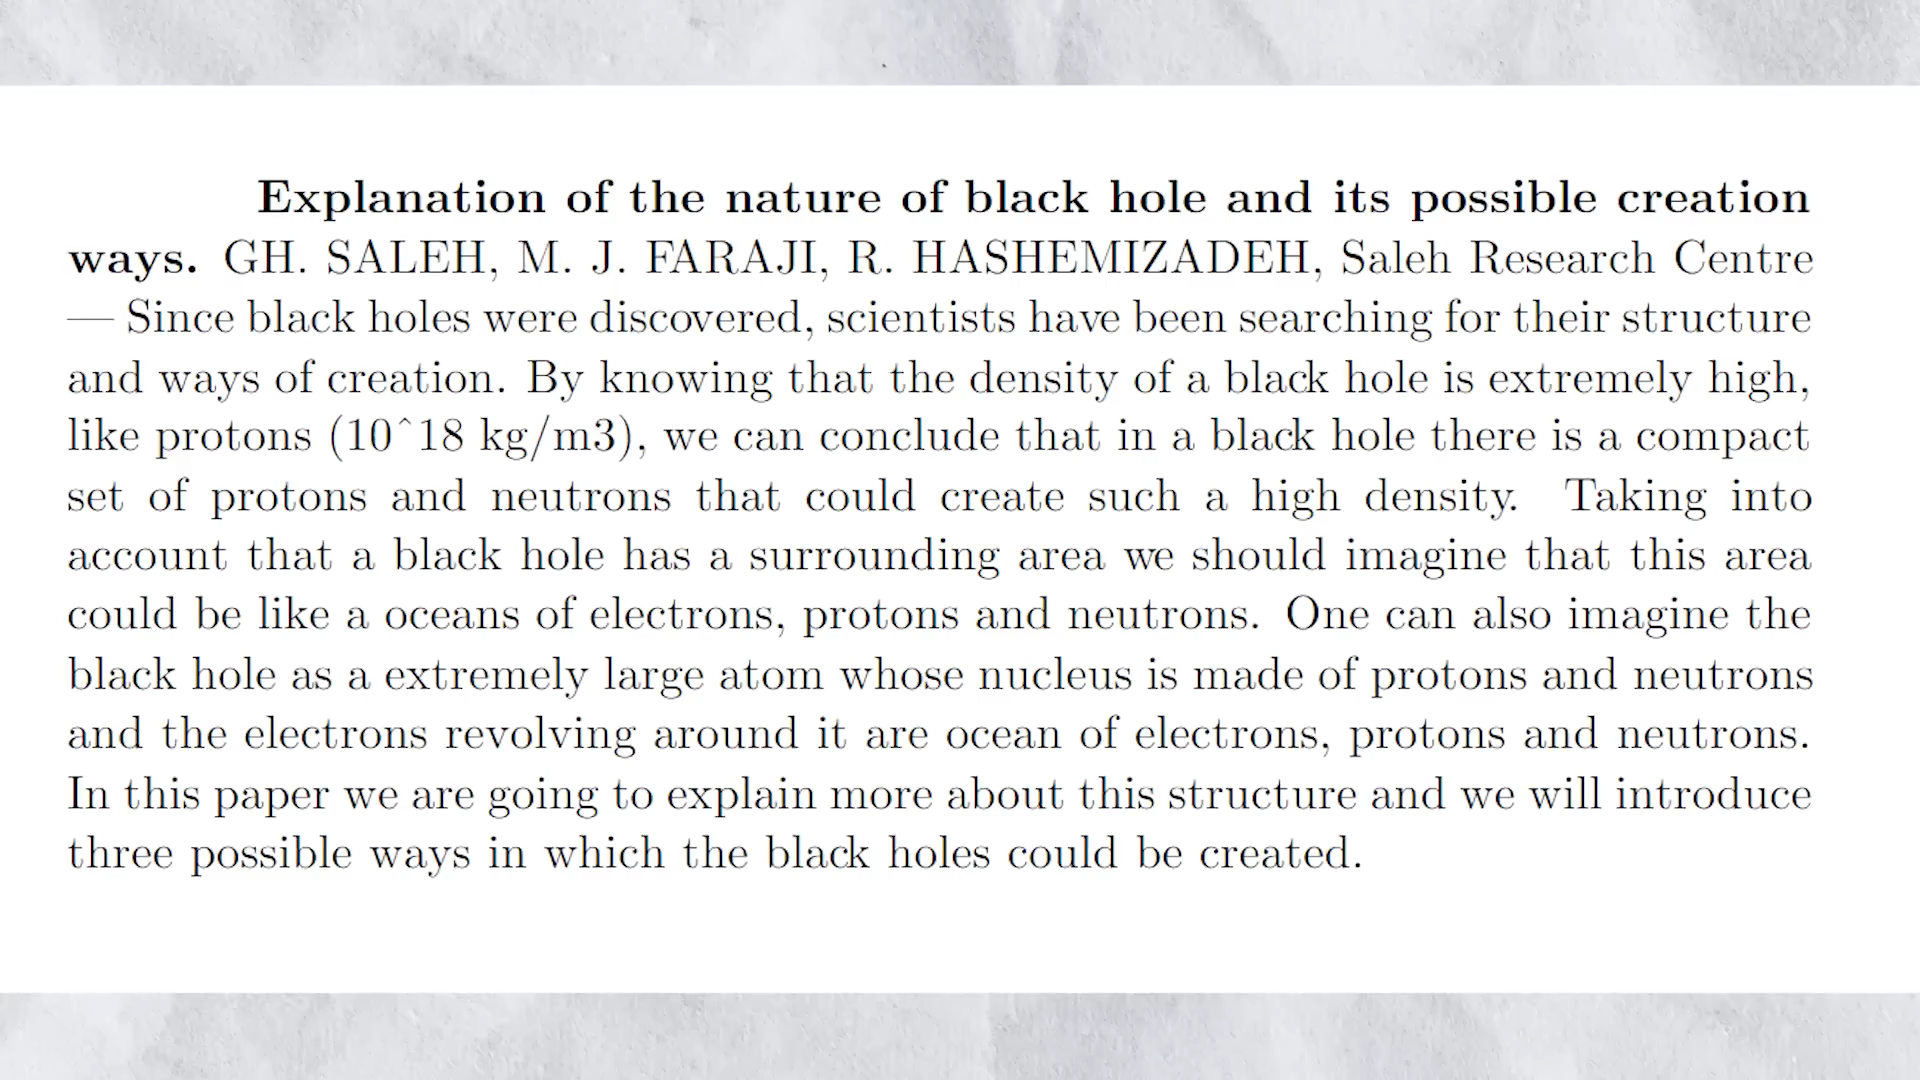 Explanation of the nature of black hole and its possible creation
ways. GH. SALEH, M. J. FARAJI, R. HASHEMIZADEH, Saleh Research Centre
— Since black holes were discovered, scientists have been searching for their structure
and ways of creation. By knowing that the density of a black hole is extremely high,
like protons (10^18 kg/m3), we can conclude that in a black hole there is a compact
set of protons and neutrons that could create such a high density. Taking into
account that a black hole has a surrounding area we should imagine that this area
could be like a oceans of electrons, protons and neutrons. One can also imagine the
black hole as a extremely large atom whose nucleus is made of protons and neutrons
and the electrons revolving around it are ocean of electrons, protons and neutrons.
In this paper we are going to explain more about this structure and we will introduce
three possible ways in which the black holes could be created.